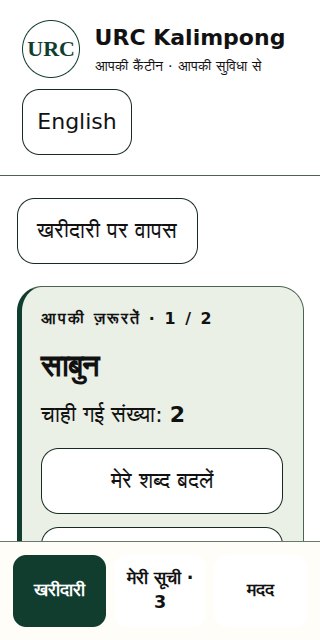 URC
URC Kalimpong
आपकी कैंटीन · आपकी सुविधा से
English
खरीदारी पर वापस
आपकी ज़रूरतें · 1 / 2
साबुन
चाही गई संख्या: 2
मेरे शब्द बदलें
खरीदारी
मेरी सूची ·
3
मदद